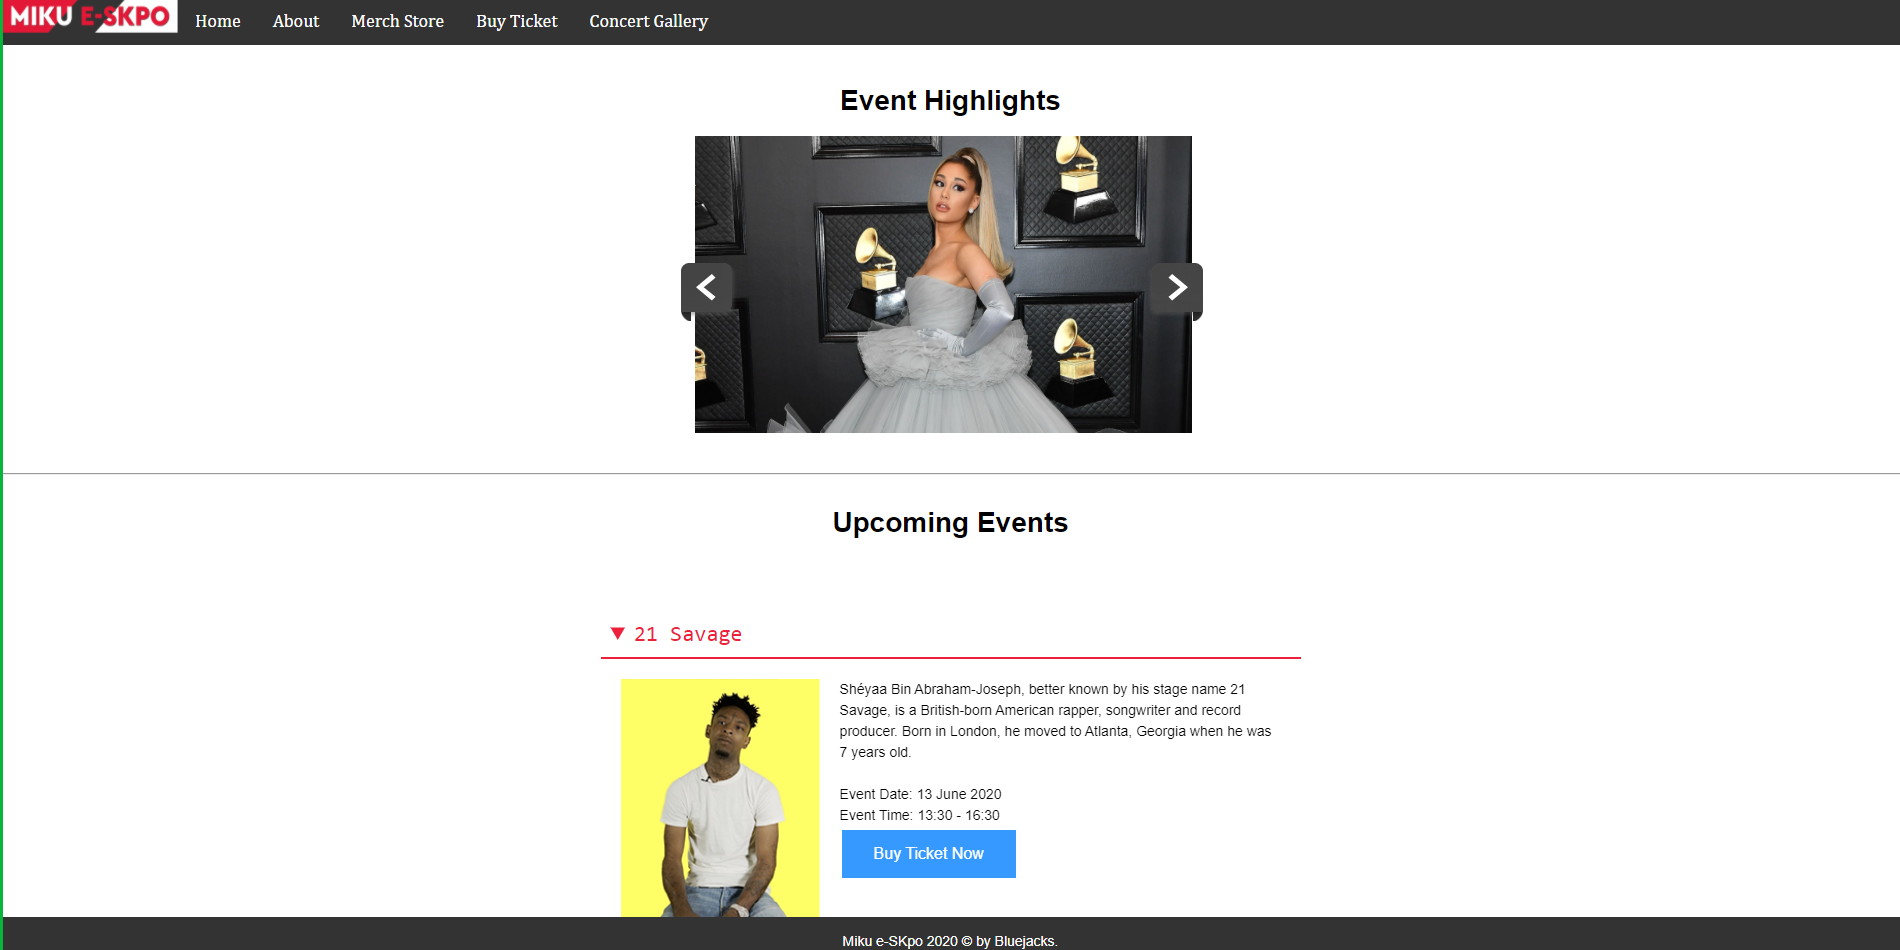 MIKU E-SKPO
Home
About
Merch Store
Buy Ticket
Concert Gallery
Event Highlights
Upcoming Events
21 Savage
Shéyaa Bin Abraham-Joseph, better known by his stage name 21
Savage, is a British-born American rapper, songwriter and record
producer. Born in London, he moved to Atlanta, Georgia when he was
7 years old.
Event Date: 13 June 2020
Event Time: 13:30 - 16:30
Buy Ticket Now
Miku e-SKpo 2020 © by Bluejacks.